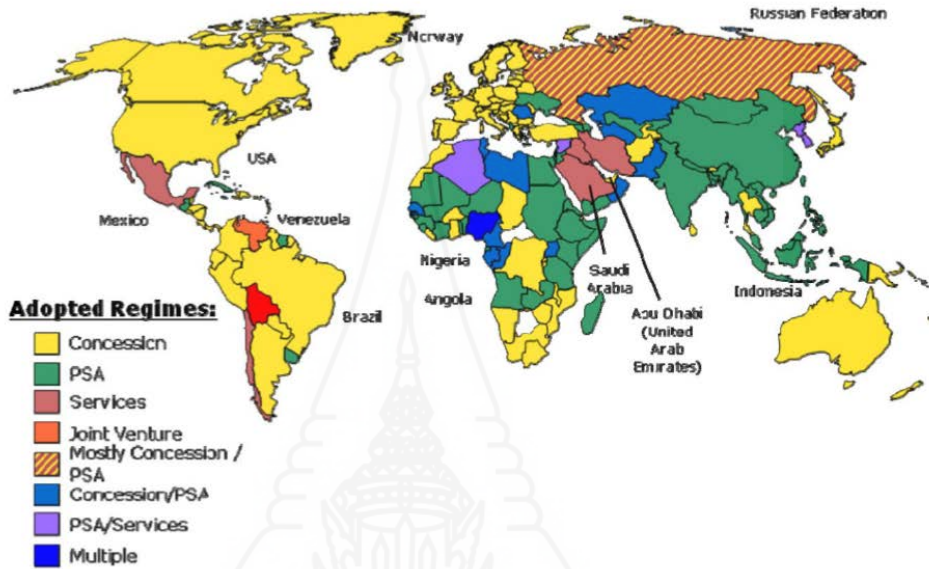 Russian Federation
Norway
USA
Mexico
Venezuela
Nigeria
Saudi
Arabia
Angola
Indonesia
Brazil
Abu Dhabi
(United
Arab
Emirates)
Adopted Regimes:
Concession
PSA
Services
Joint Venture
Mostly Concession /
PSA
Concession/PSA
PSA/Services
Multiple